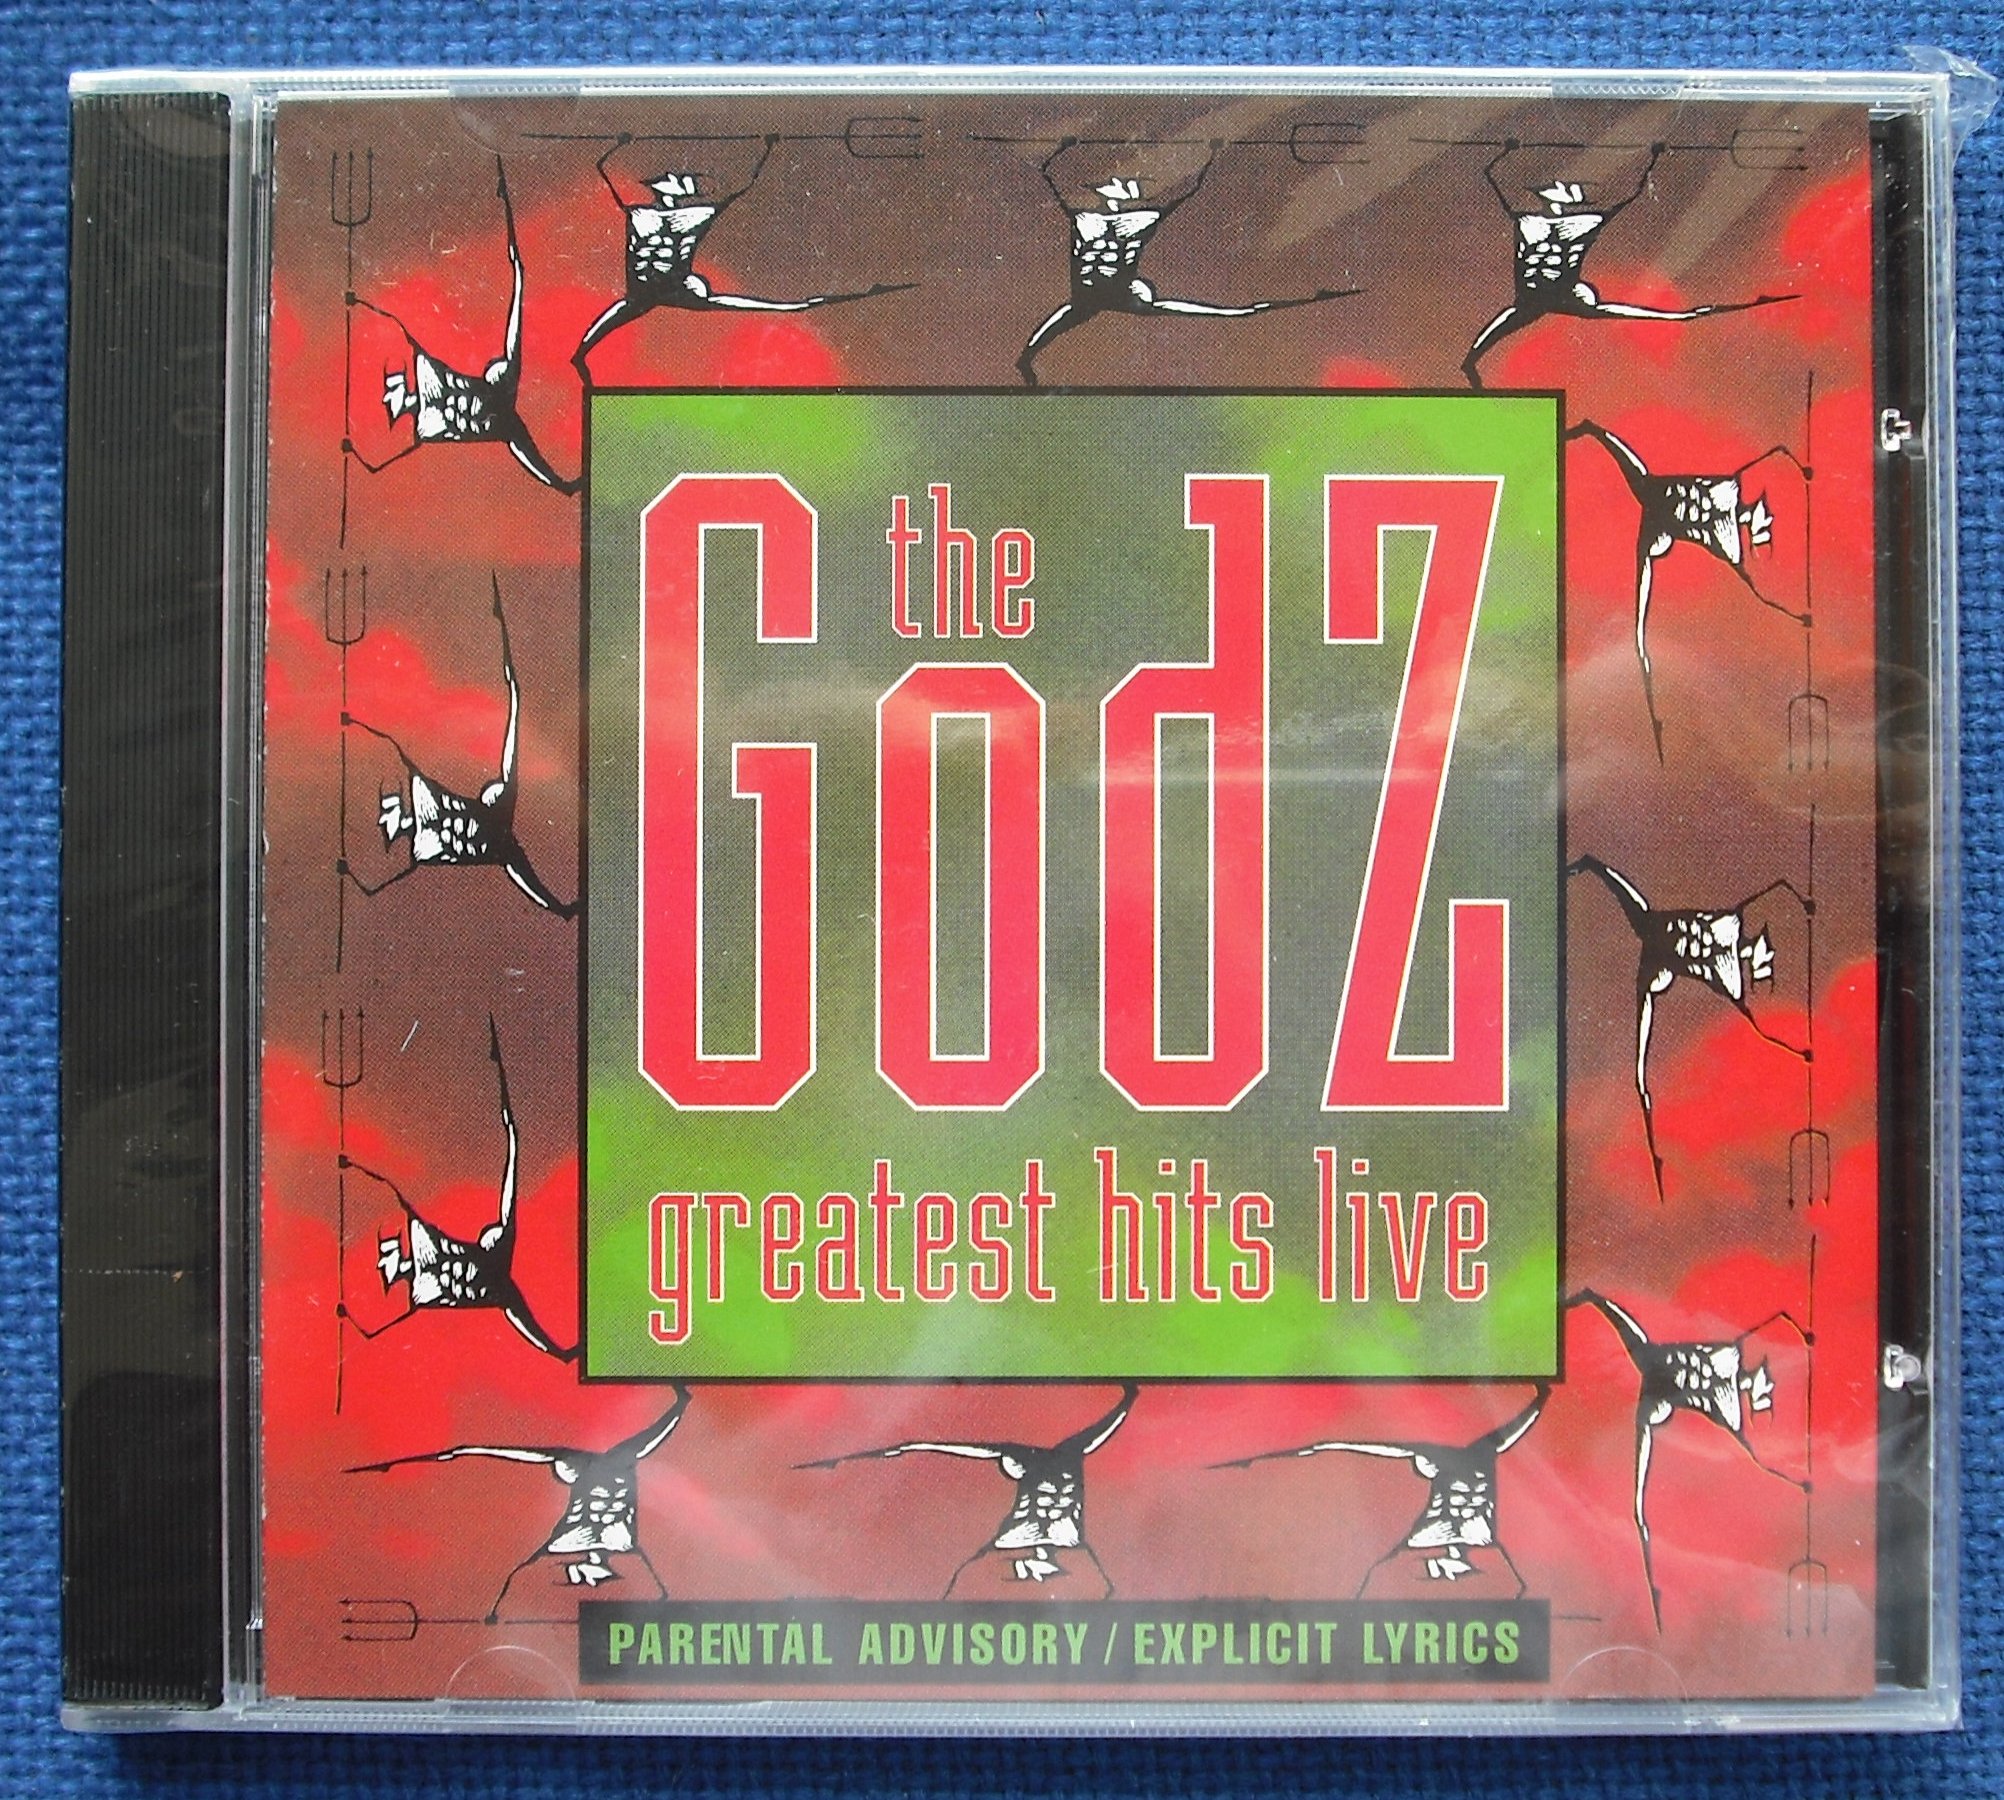 the
GodZ
greatest hits live
PARENTAL ADVISORY / EXPLICIT LYRICS